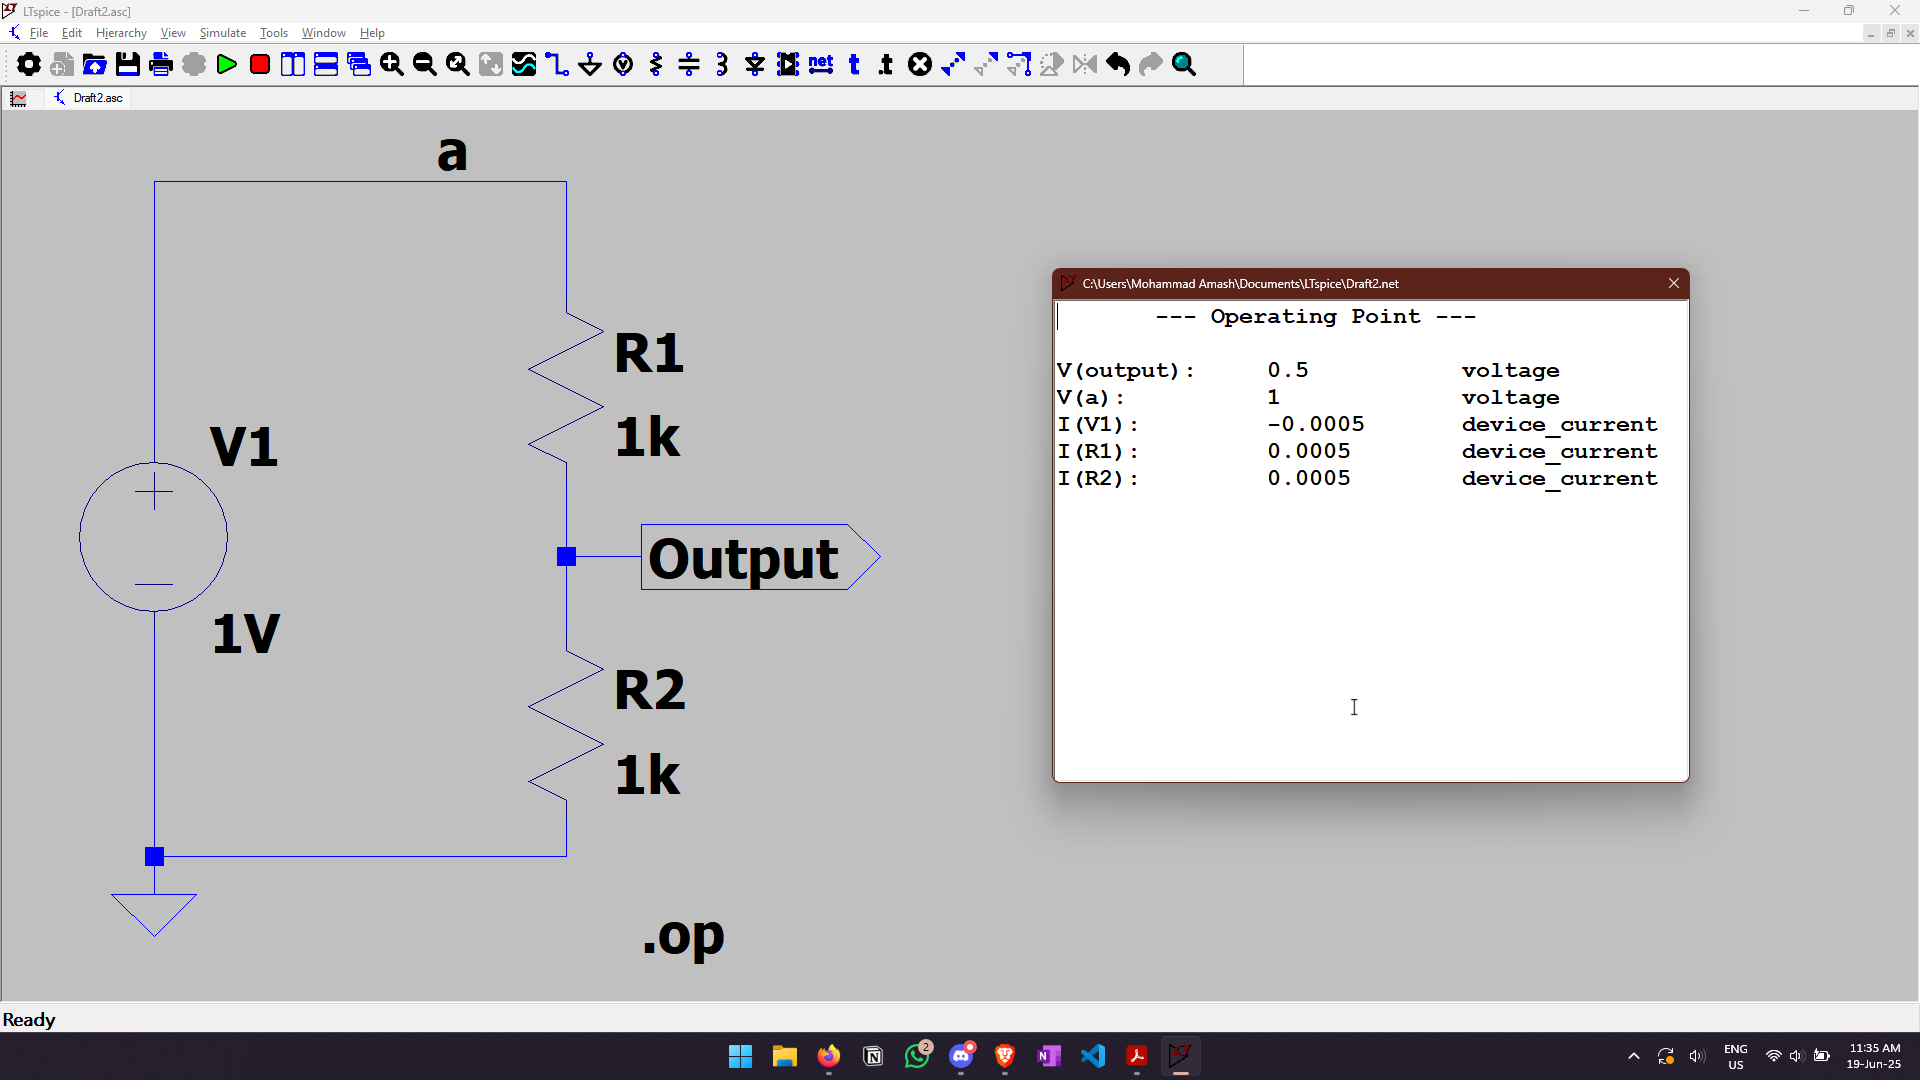 LTspice - [Draft2.asc]
File Edit Hierarchy View Simulate Tools Window Help
net t .t
Draft2.asc
a
R1
1k
V1
1V
Output
R2
1k
.op
C:\Users\Mohammad Amash\Documents\LTspice\Draft2.net
--- Operating Point ---
V(output): 0.5 voltage
V(a): 1 voltage
I(V1): -0.0005 device_current
I(R1): 0.0005 device_current
I(R2): 0.0005 device_current
Ready
2
ENG
US
11:35 AM
19-Jun-25